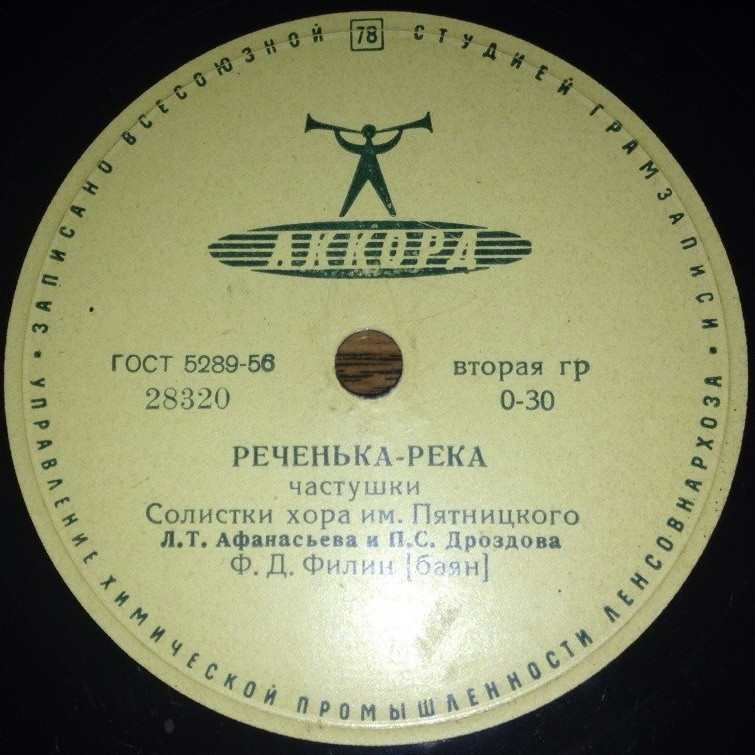 ЗАПИСАНО ВСЕСОЮЗНОЙ 78 СТУДИЕЙ ГРАМЗАПИСИ
АККОРД
ГОСТ 5289-56
28320
вторая гр
0-30
РЕЧЕНЬКА-РЕКА
частушки
Солистки хора им. Пятницкого
Л.Т. Афанасьева и П.С. Дроздова
Ф.Д. Филин [баян]
• УПРАВЛЕНИЕ ХИМИЧЕСКОЙ ПРОМЫШЛЕННОСТИ ЛЕНСОВНАРХОЗА •